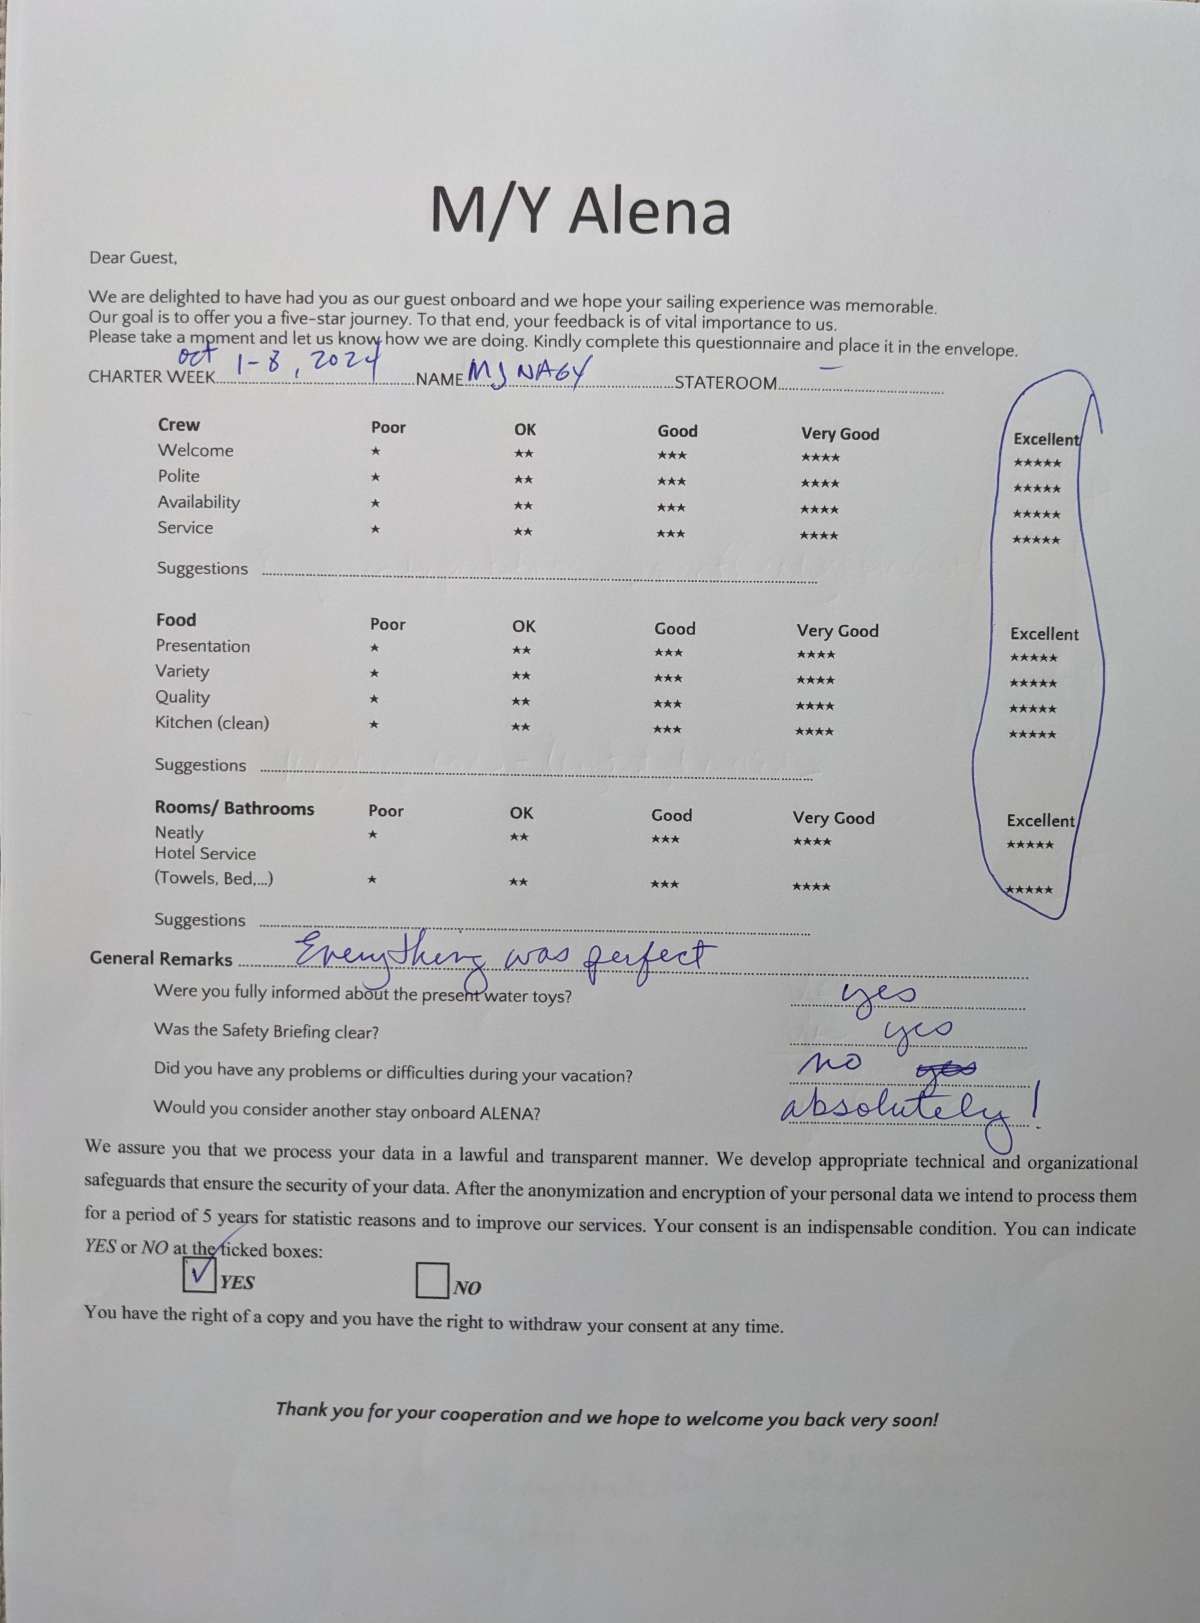 M/Y Alena
Dear Guest,
We are delighted to have had you as our guest onboard and we hope your sailing experience was memorable.
Our goal is to offer you a five-star journey. To that end, your feedback is of vital importance to us.
Please take a moment and let us know how we are doing. Kindly complete this questionnaire and place it in the envelope.
CHARTER WEEK Oct 1-8, 2024 NAME MJ NAGY STATEROOM —
Crew Poor OK Good Very Good Excellent
Welcome ★ ★★ ★★★ ★★★★ ★★★★★
Polite ★ ★★ ★★★ ★★★★ ★★★★★
Availability ★ ★★ ★★★ ★★★★ ★★★★★
Service ★ ★★ ★★★ ★★★★ ★★★★★
Suggestions
Food Poor OK Good Very Good Excellent
Presentation ★ ★★ ★★★ ★★★★ ★★★★★
Variety ★ ★★ ★★★ ★★★★ ★★★★★
Quality ★ ★★ ★★★ ★★★★ ★★★★★
Kitchen (clean) ★ ★★ ★★★ ★★★★ ★★★★★
Suggestions
Rooms/ Bathrooms Poor OK Good Very Good Excellent
Neatly ★ ★★ ★★★ ★★★★ ★★★★★
Hotel Service
(Towels, Bed,...) ★ ★★ ★★★ ★★★★ ★★★★★
Suggestions
General Remarks Everything was perfect
Were you fully informed about the present water toys? yes
Was the Safety Briefing clear? yes
Did you have any problems or difficulties during your vacation? no yes
Would you consider another stay onboard ALENA? absolutely!
We assure you that we process your data in a lawful and transparent manner. We develop appropriate technical and organizational
safeguards that ensure the security of your data. After the anonymization and encryption of your personal data we intend to process them
for a period of 5 years for statistic reasons and to improve our services. Your consent is an indispensable condition. You can indicate
YES or NO at the ticked boxes:
✓ YES NO
You have the right of a copy and you have the right to withdraw your consent at any time.
Thank you for your cooperation and we hope to welcome you back very soon!